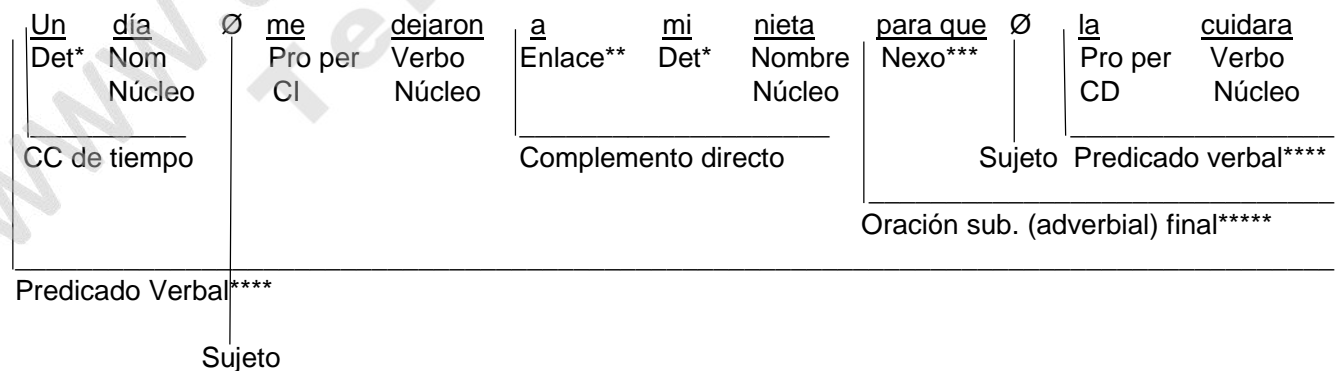 Un día Ø me dejaron a mi nieta para que Ø la cuidara
Det* Nom Pro per Verbo Enlace** Det* Nombre Nexo*** Pro per Verbo
Núcleo CI Núcleo Núcleo CD Núcleo
CC de tiempo Complemento directo Sujeto Predicado verbal****
Oración sub. (adverbial) final*****
Predicado Verbal****
Sujeto